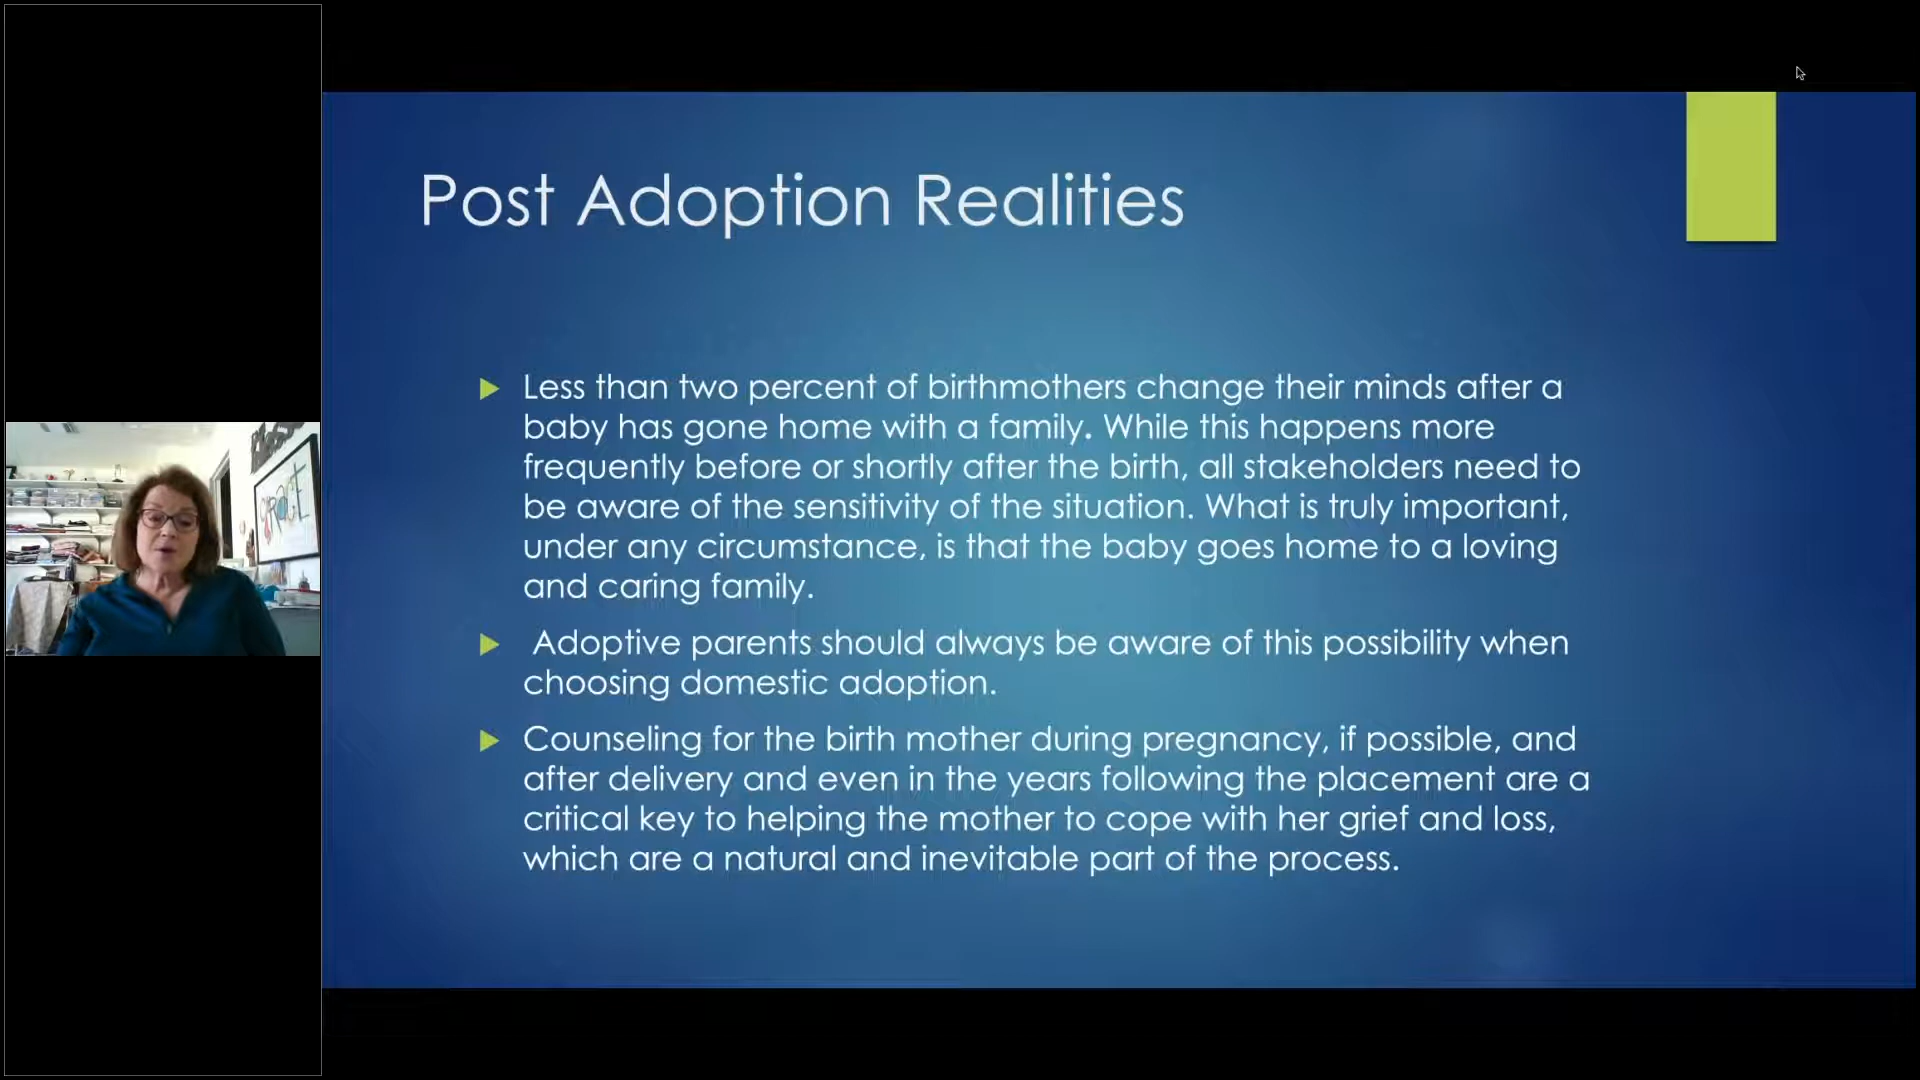 Post Adoption Realities
Less than two percent of birthmothers change their minds after a
baby has gone home with a family. While this happens more
frequently before or shortly after the birth, all stakeholders need to
be aware of the sensitivity of the situation. What is truly important,
under any circumstance, is that the baby goes home to a loving
and caring family.
Adoptive parents should always be aware of this possibility when
choosing domestic adoption.
Counseling for the birth mother during pregnancy, if possible, and
after delivery and even in the years following the placement are a
critical key to helping the mother to cope with her grief and loss,
which are a natural and inevitable part of the process.